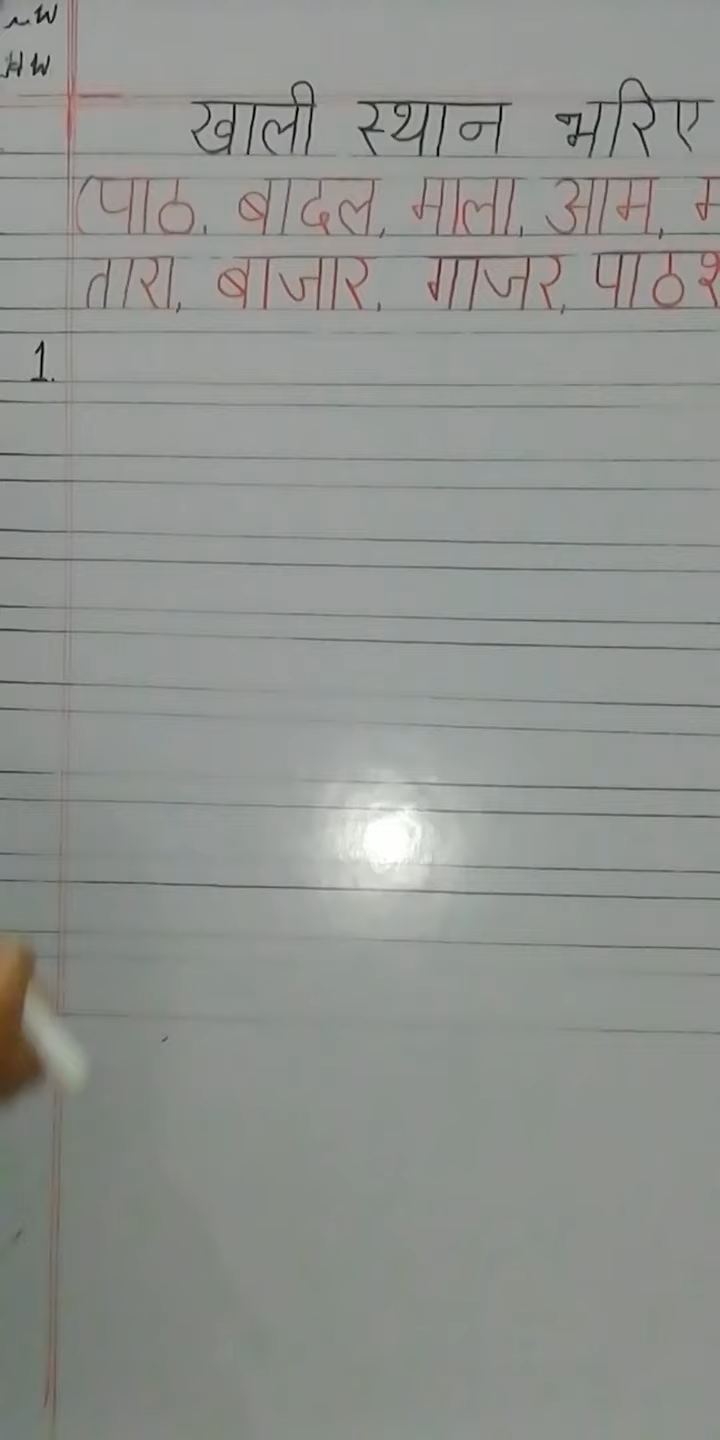 HW
खाली स्थान भरिए
(पाठ, बादल, माला, आम,
तारा, बाजार, गाजर,
1.